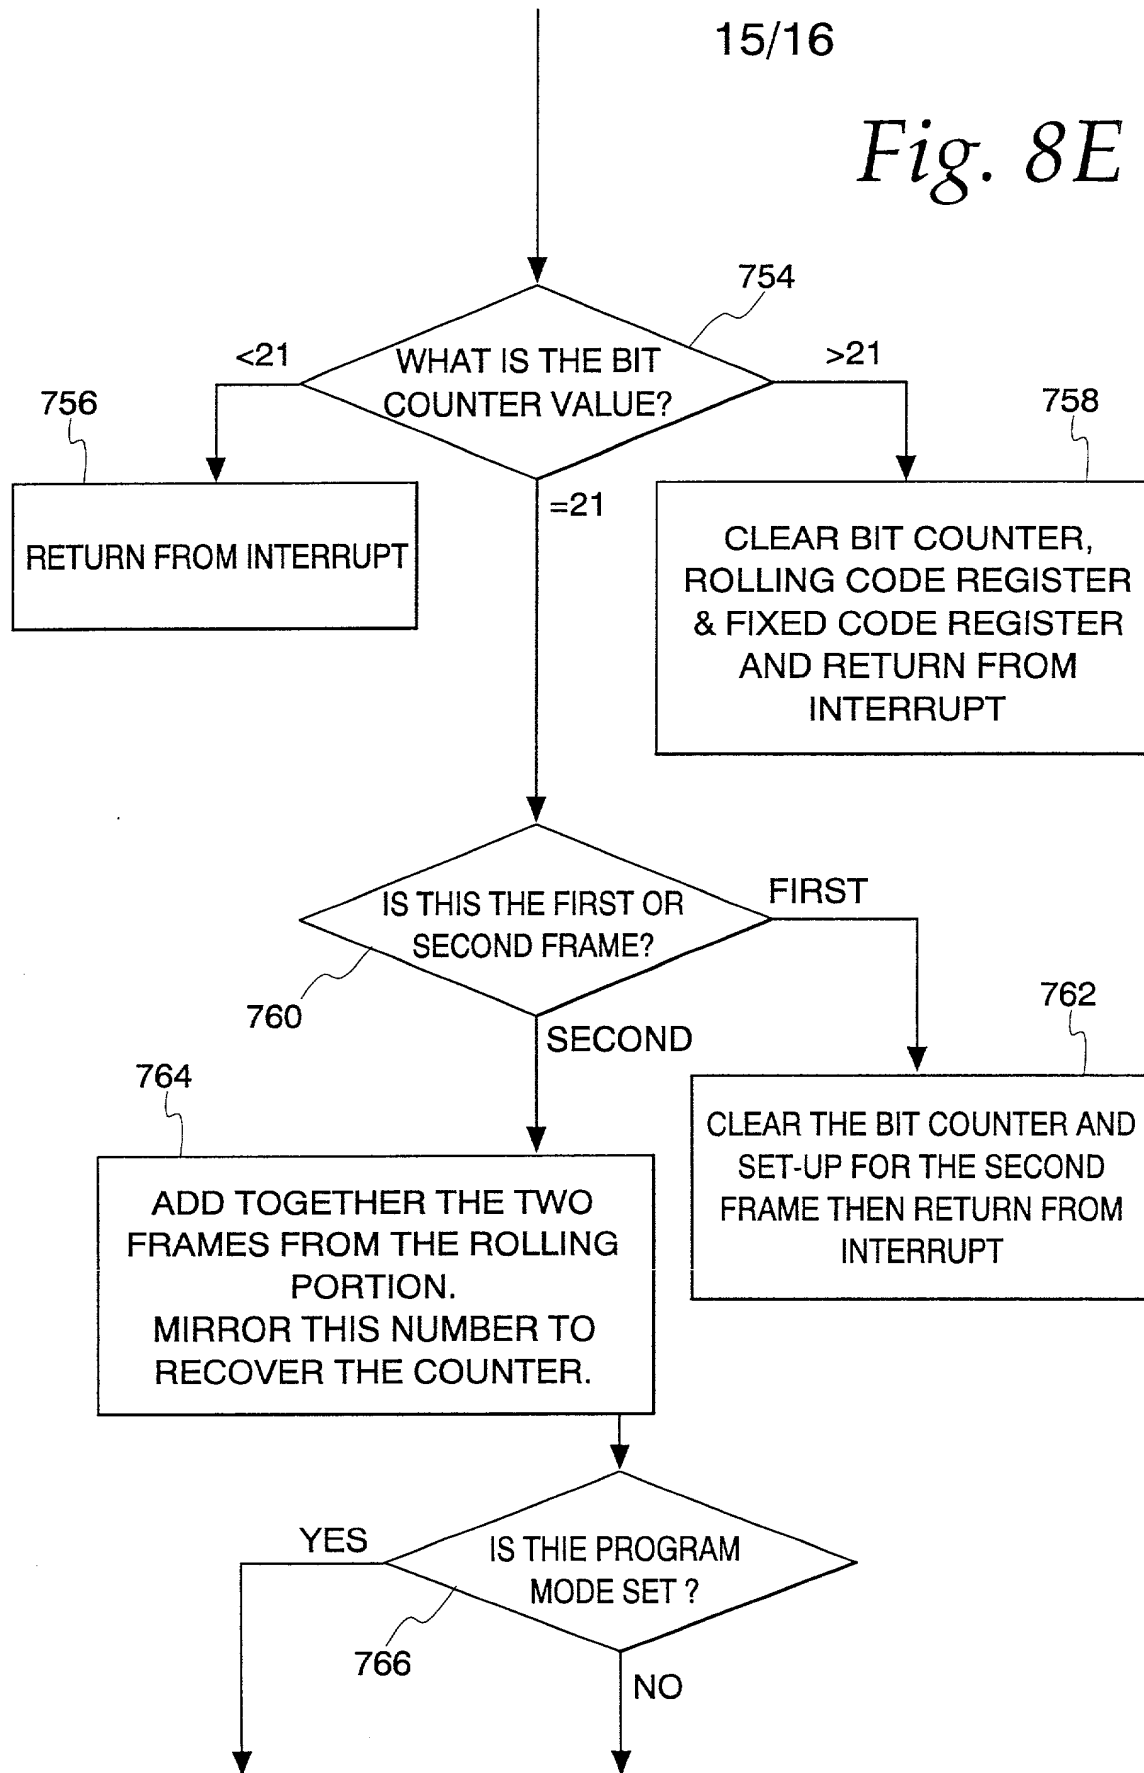 15/16
Fig. 8E
754
<21
WHAT IS THE BIT
COUNTER VALUE?
>21
756
758
=21
RETURN FROM INTERRUPT
CLEAR BIT COUNTER,
ROLLING CODE REGISTER
& FIXED CODE REGISTER
AND RETURN FROM
INTERRUPT
IS THIS THE FIRST OR
SECOND FRAME?
FIRST
760
SECOND
762
764
CLEAR THE BIT COUNTER AND
SET-UP FOR THE SECOND
FRAME THEN RETURN FROM
INTERRUPT
ADD TOGETHER THE TWO
FRAMES FROM THE ROLLING
PORTION.
MIRROR THIS NUMBER TO
RECOVER THE COUNTER.
YES
IS THIE PROGRAM
MODE SET ?
766
NO